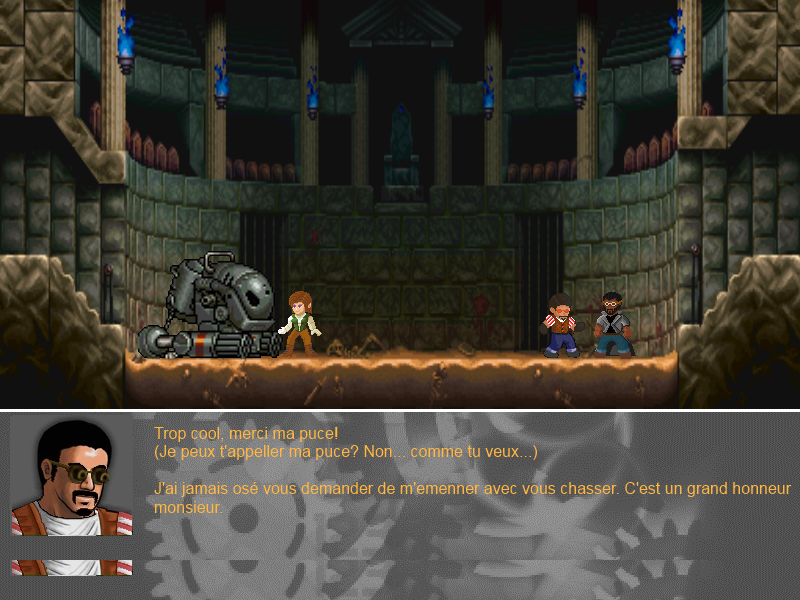 Trop cool, merci ma puce!
(Je peux t'appeller ma puce? Non... comme tu veux...)
J'ai jamais osé vous demander de m'emenner avec vous chasser. C'est un grand honneur
monsieur.